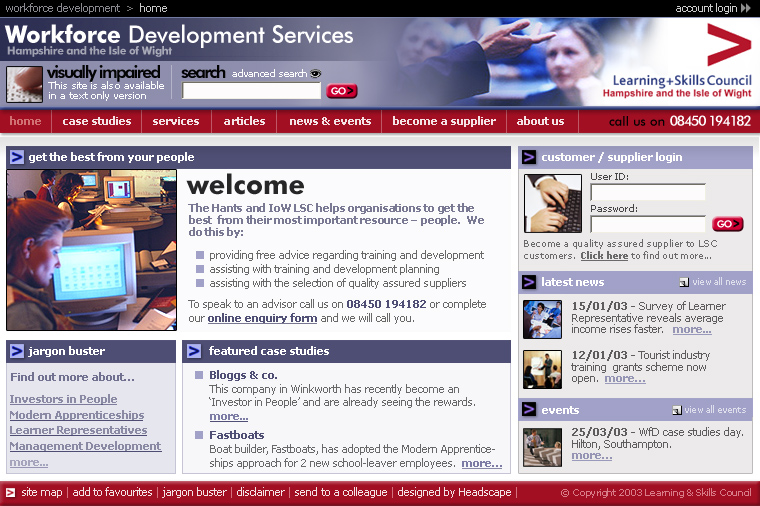 workforce development > home
account login
Workforce Development Services
Hampshire and the Isle of Wight
visually impaired
This site is also available
in a text only version
search advanced search
GO >
Learning+Skills Council
Hampshire and the Isle of Wight
home
case studies
services
articles
news & events
become a supplier
about us
call us on 08450 194182
get the best from your people
welcome
The Hants and IoW LSC helps organisations to get the
best from their most important resource – people. We
do this by:
providing free advice regarding training and development
assisting with training and development planning
assisting with the selection of quality assured suppliers
To speak to an advisor call us on 08450 194182 or complete
our online enquiry form and we will call you.
customer / supplier login
User ID:
Password:
GO >
Become a quality assured supplier to LSC
customers. Click here to find out more...
latest news
view all news
15/01/03 - Survey of Learner
Representative reveals average
income rises faster. more...
12/01/03 - Tourist industry
training grants scheme now
open. more...
events
view all events
25/03/03 - WfD case studies day.
Hilton, Southampton.
more...
jargon buster
Find out more about...
Investors in People
Modern Apprenticeships
Learner Representatives
Management Development
more...
featured case studies
Bloggs & co.
This company in Winkworth has recently become an
'Investor in People' and are already seeing the rewards.
more...
Fastboats
Boat builder, Fastboats, has adopted the Modern Apprentice-
ships approach for 2 new school-leaver employees. more...
site map | add to favourites | jargon buster | disclaimer | send to a colleague | designed by Headscape |
© Copyright 2003 Learning & Skills Council